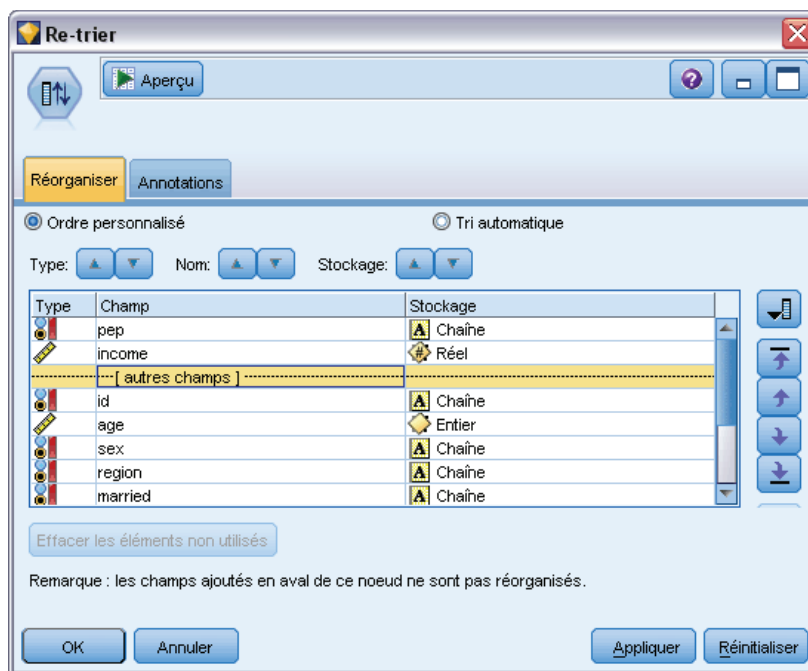 Re-trier
Aperçu
Réorganiser Annotations
Ordre personnalisé Tri automatique
Type: Nom: Stockage:
Type Champ Stockage
pep A Chaîne
income # Réel
[ autres champs ]
id A Chaîne
age Entier
sex A Chaîne
region A Chaîne
married A Chaîne
Effacer les éléments non utilisés
Remarque : les champs ajoutés en aval de ce noeud ne sont pas réorganisés.
OK Annuler Appliquer Réinitialiser